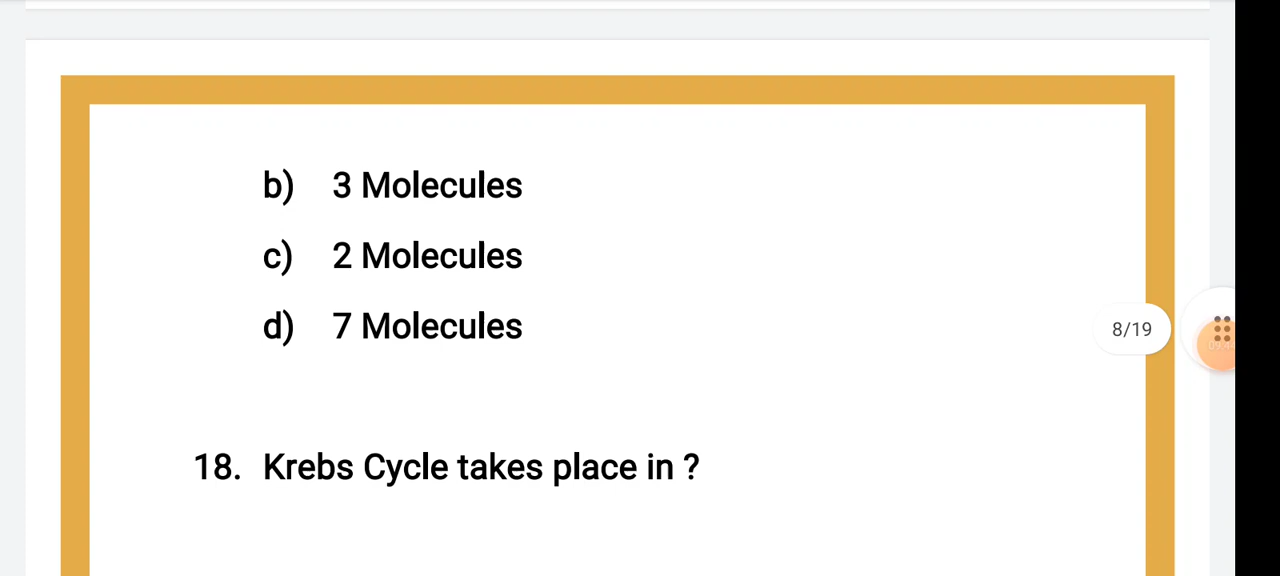 b) 3 Molecules
c) 2 Molecules
d) 7 Molecules
8/19
18. Krebs Cycle takes place in ?